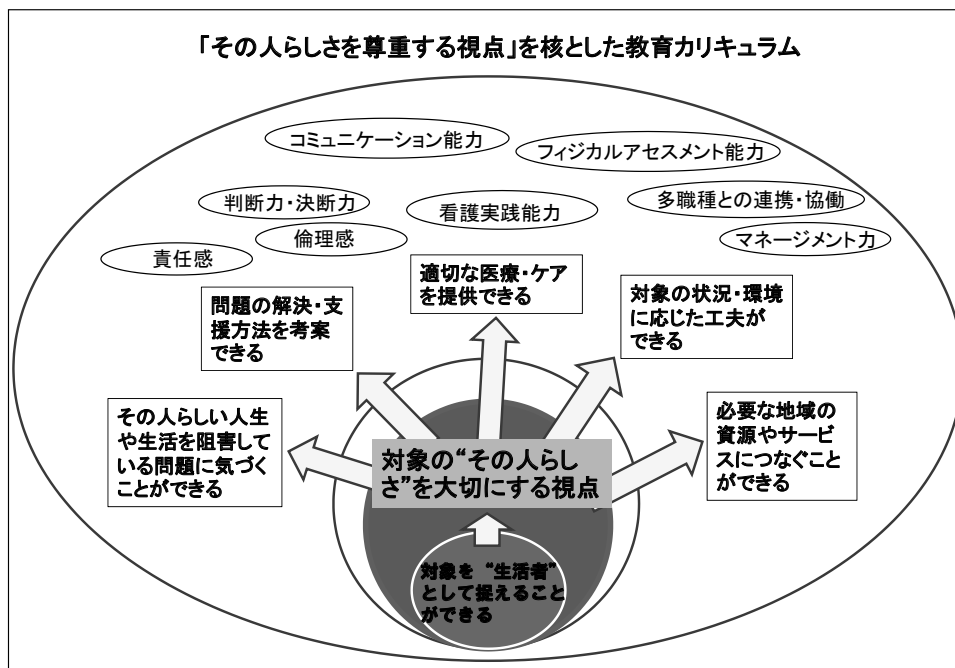 「その人らしさを尊重する視点」を核とした教育カリキュラム
コミュニケーション能力
フィジカルアセスメント能力
判断力・決断力
看護実践能力
多職種との連携・協働
倫理感
マネージメント力
責任感
適切な医療・ケア
を提供できる
問題の解決・支
援方法を考案
できる
対象の状況・環境
に応じた工夫が
できる
その人らしい人生
や生活を阻害して
いる問題に気づく
ことができる
必要な地域の
資源やサービ
スにつなぐこと
ができる
対象の“その人らし
さ”を大切にする視点
対象を “生活者”
として捉えること
ができる